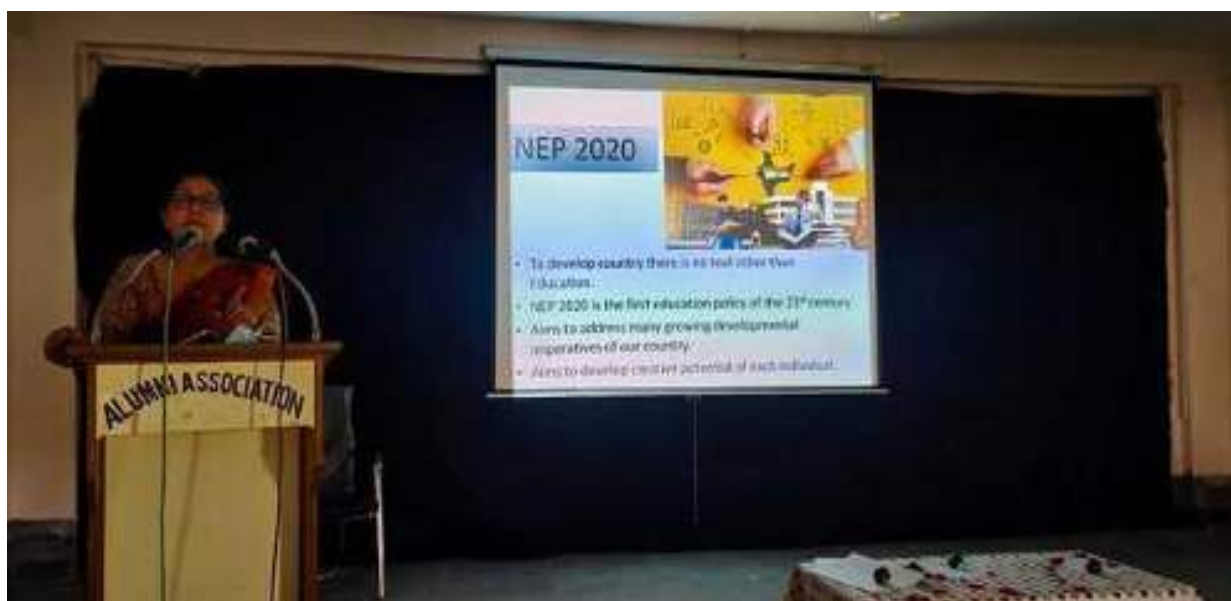 NEP 2020
• To develop country there is no tool other than
Education.
• NEP 2020 is the first education policy of the 21st century
• Aims to address many growing developmental
imperatives of our country.
• Aims to develop creative potential of each individual.
ALUMNI ASSOCIATION